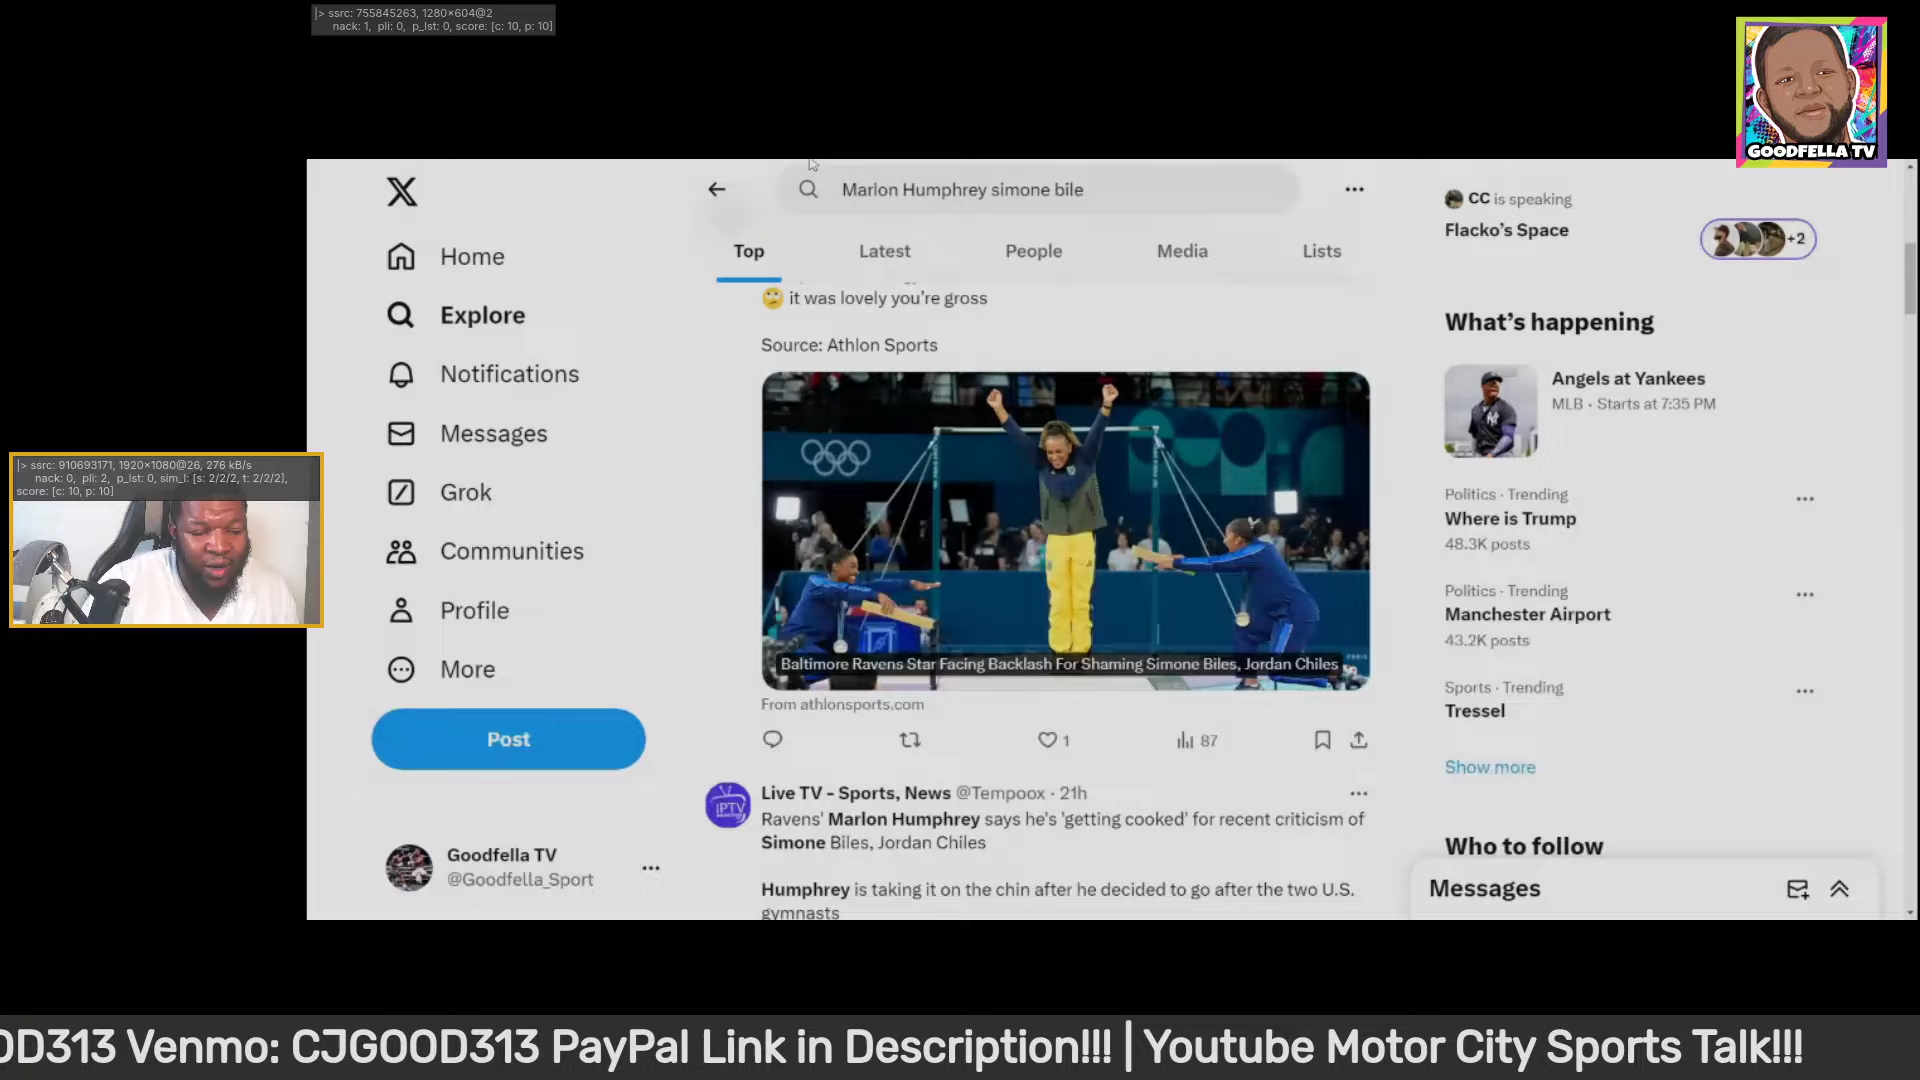 |> ssrc: 755845263, 1280×604@2
nack: 1, pli: 0, p_lst: 0, score: [c: 10, p: 10]
GOODFELLA TV
Marlon Humphrey simone bile
Top
Latest
People
Media
Lists
Home
Explore
Notifications
Messages
Grok
Communities
Profile
More
Post
Goodfella TV
@Goodfella_Sport
|> ssrc: 910693171, 1920×1080@26, 276 kB/s
nack: 0, pli: 2, p_lst: 0, sim_l: [s: 2/2/2, t: 2/2/2],
score: [c: 10, p: 10]
🙄 it was lovely you're gross
Source: Athlon Sports
Baltimore Ravens Star Facing Backlash For Shaming Simone Biles, Jordan Chiles
From athlonsports.com
1
87
IPTV
Live TV - Sports, News @Tempoox · 21h
Ravens' Marlon Humphrey says he's 'getting cooked' for recent criticism of
Simone Biles, Jordan Chiles
Humphrey is taking it on the chin after he decided to go after the two U.S.
gymnasts
CC is speaking
Flacko's Space
+2
What's happening
Angels at Yankees
MLB · Starts at 7:35 PM
Politics · Trending
Where is Trump
48.3K posts
Politics · Trending
Manchester Airport
43.2K posts
Sports · Trending
Tressel
Show more
Who to follow
Messages
OD313 Venmo: CJGOOD313 PayPal Link in Description!!! | Youtube Motor City Sports Talk!!!